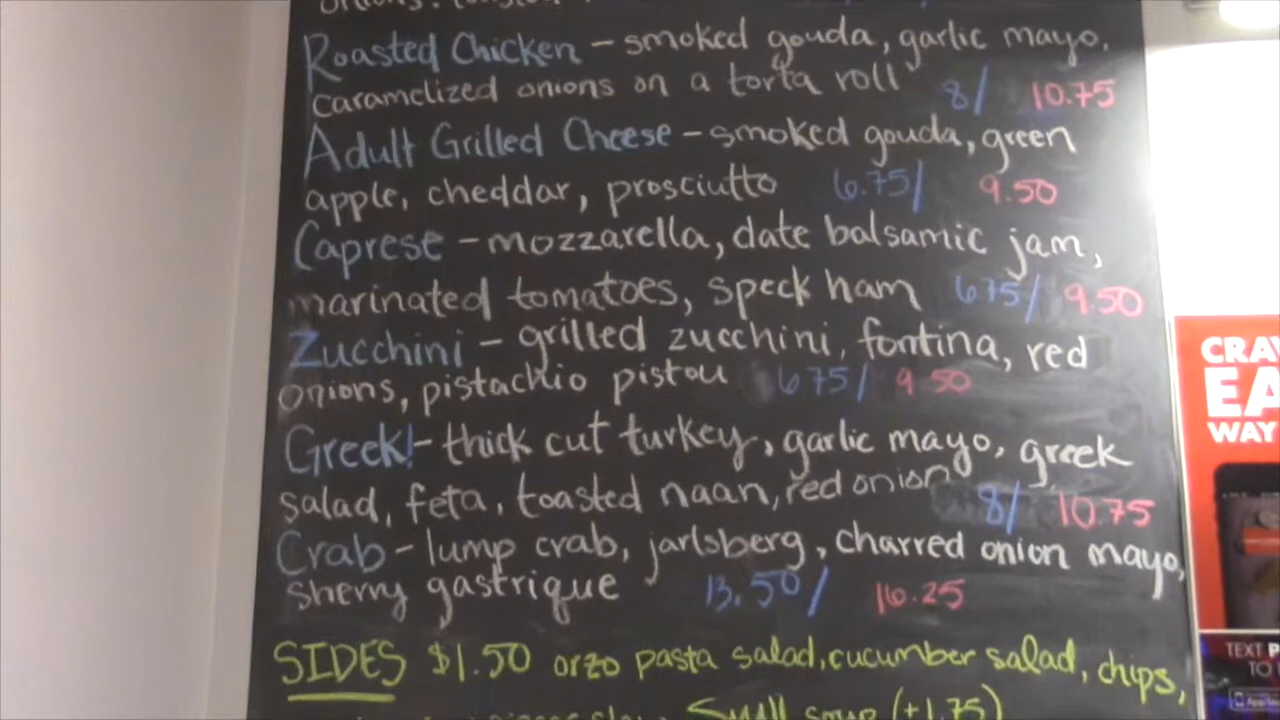 Roasted Chicken - smoked gouda, garlic mayo,
caramelized onions on a torta roll 8/ 10.75
Adult Grilled Cheese - smoked gouda, green
apple, cheddar, prosciutto 6.75/ 9.50
Caprese - mozzarella, date balsamic jam,
marinated tomatoes, speck ham 6.75/ 9.50
Zucchini - grilled zucchini, fontina, red
onions, pistachio pistou 6 75/ 9 50
Greek! - thick cut turkey, garlic mayo, greek
salad, feta, toasted naan, red onion 8/ 10.75
Crab - lump crab, jarlsberg, charred onion mayo,
sherry gastrique 13.50/ 16.25
SIDES $1.50 orzo pasta salad, cucumber salad, chips,
Small soup (+1.75)
CRA
EA
WAY
TEXT P
TO